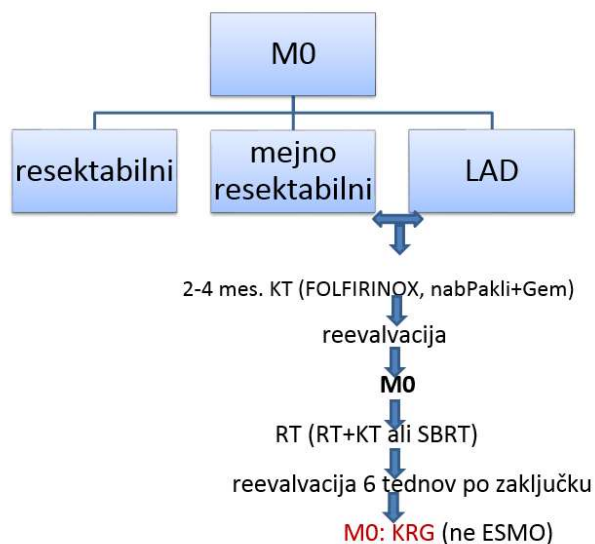 M0
resektabilni
mejno
resektabilni
LAD
2-4 mes. KT (FOLFIRINOX, nabPakli+Gem)
reevalvacija
M0
RT (RT+KT ali SBRT)
reevalvacija 6 tednov po zaključku
M0: KRG (ne ESMO)